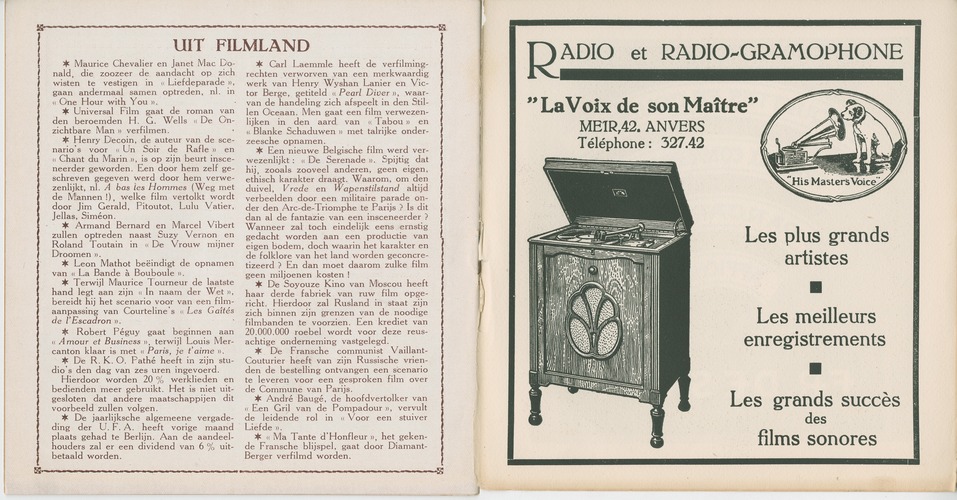 UIT FILMLAND
✶ Maurice Chevalier en Janet Mac Do-
nald, die zoozeer de aandacht op zich
wisten te vestigen in « Liefdeparade »,
gaan andermaal samen optreden, nl. in
« One Hour with You ».
✶ Universal Film gaat de roman van
den beroemden H. G. Wells « De On-
zichtbare Man » verfilmen.
✶ Henry Decoin, de auteur van de sce-
nario's voor « Un Soir de Rafle » en
« Chant du Marin », is op zijn beurt insce-
neerder geworden. Een door hem zelf ge-
schreven gegeven werd door hem verwe-
zenlijkt, nl. A bas les Hommes (Weg met
de Mannen !), welke film vertolkt wordt
door Jim Gerald, Pitoutot, Lulu Vatier,
Jellas, Siméon.
✶ Armand Bernard en Marcel Vibert
zullen optreden naast Suzy Vernon en
Roland Toutain in « De Vrouw mijner
Droomen ».
✶ Leon Mathot beëindigt de opnamen
van « La Bande à Bouboule ».
✶ Terwijl Maurice Tourneur de laatste
hand legt aan zijn « In naam der Wet »,
bereidt hij het scenario voor van een film-
aanpassing van Courteline's « Les Gaîtés
de l'Escadron ».
✶ Robert Péguy gaat beginnen aan
« Amour et Business », terwijl Louis Mer-
canton klaar is met « Paris, je t'aime ».
✶ De R. K. O. Pathé heeft in zijn stu-
dio's den dag van zes uren ingevoerd.
Hierdoor worden 20 % werklieden en
bedienden meer gebruikt. Het is niet uit-
gesloten dat andere maatschappijen dit
voorbeeld zullen volgen.
✶ De jaarlijksche algemeene vergade-
ding der U. F. A. heeft vorige maand
plaats gehad te Berlijn. Aan de aandeel-
houders zal er een dividend van 6 % uit-
betaald worden.
✶ Carl Laemmle heeft de verfilming-
rechten verworven van een merkwaardig
werk van Henry Wyshan Lanier en Vic-
tor Berge, getiteld « Pearl Diver », waar-
van de handeling zich afspeelt in den Stil-
len Oceaan. Men gaat een film verwezen-
lijken in den aard van « Tabou » en
« Blanke Schaduwen » met talrijke onder-
zeesche opnamen.
✶ Een nieuwe Belgische film werd ver-
wezenlijkt : « De Serenade ». Spijtig dat
hij, zooals zooveel anderen, geen eigen,
ethisch karakter draagt. Waarom, om den
duivel, Vrede en Wapenstilstand altijd
verbeelden door een militaire parade on-
der den Arc-de-Triomphe te Parijs ? Is dit
dan al de fantazie van een insceneerder ?
Wanneer zal toch eindelijk eens ernstig
gedacht worden aan een productie van
eigen bodem, doch waarin het karakter en
de folklore van het land worden geconcre-
tizeerd ? En dan moet daarom zulke film
geen miljoenen kosten !
✶ De Soyouze Kino van Moscou heeft
haar derde fabriek van ruw film opge-
richt. Hierdoor zal Rusland in staat zijn
zich binnen zijn grenzen van de noodige
filmbanden te voorzien. Een krediet van
20.000.000 roebel wordt voor deze reus-
achtige onderneming vastgelegd.
✶ De Fransche communist Vaillant-
Couturier heeft van zijn Russische vrien-
den de bestelling ontvangen een scenario
te leveren voor een gesproken film over
de Commune van Parijs.
✶ André Baugé, de hoofdvertolker van
« Een Gril van de Pompadour », vervult
de leidende rol in « Voor een stuiver
Liefde ».
✶ « Ma Tante d'Honfleur », het geken-
de Fransche blijspel, gaat door Diamant-
Berger verfilmd worden.
RADIO et RADIO-GRAMOPHONE
"La Voix de son Maître"
MEIR, 42. ANVERS
Téléphone : 327.42
"His Master's Voice"
Les plus grands
artistes
Les meilleurs
enregistrements
Les grands succès
des
films sonores